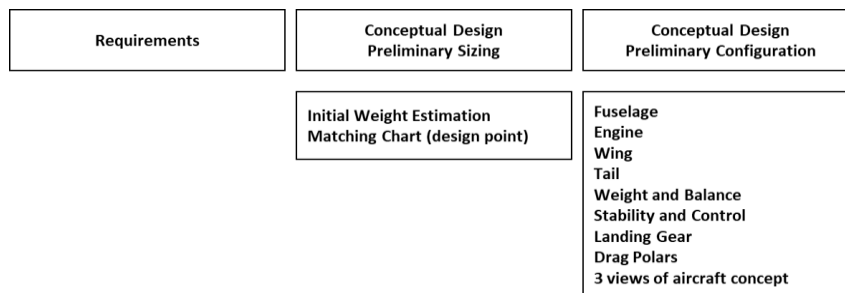 Requirements
Conceptual Design
Preliminary Sizing
Conceptual Design
Preliminary Configuration
Initial Weight Estimation
Matching Chart (design point)
Fuselage
Engine
Wing
Tail
Weight and Balance
Stability and Control
Landing Gear
Drag Polars
3 views of aircraft concept